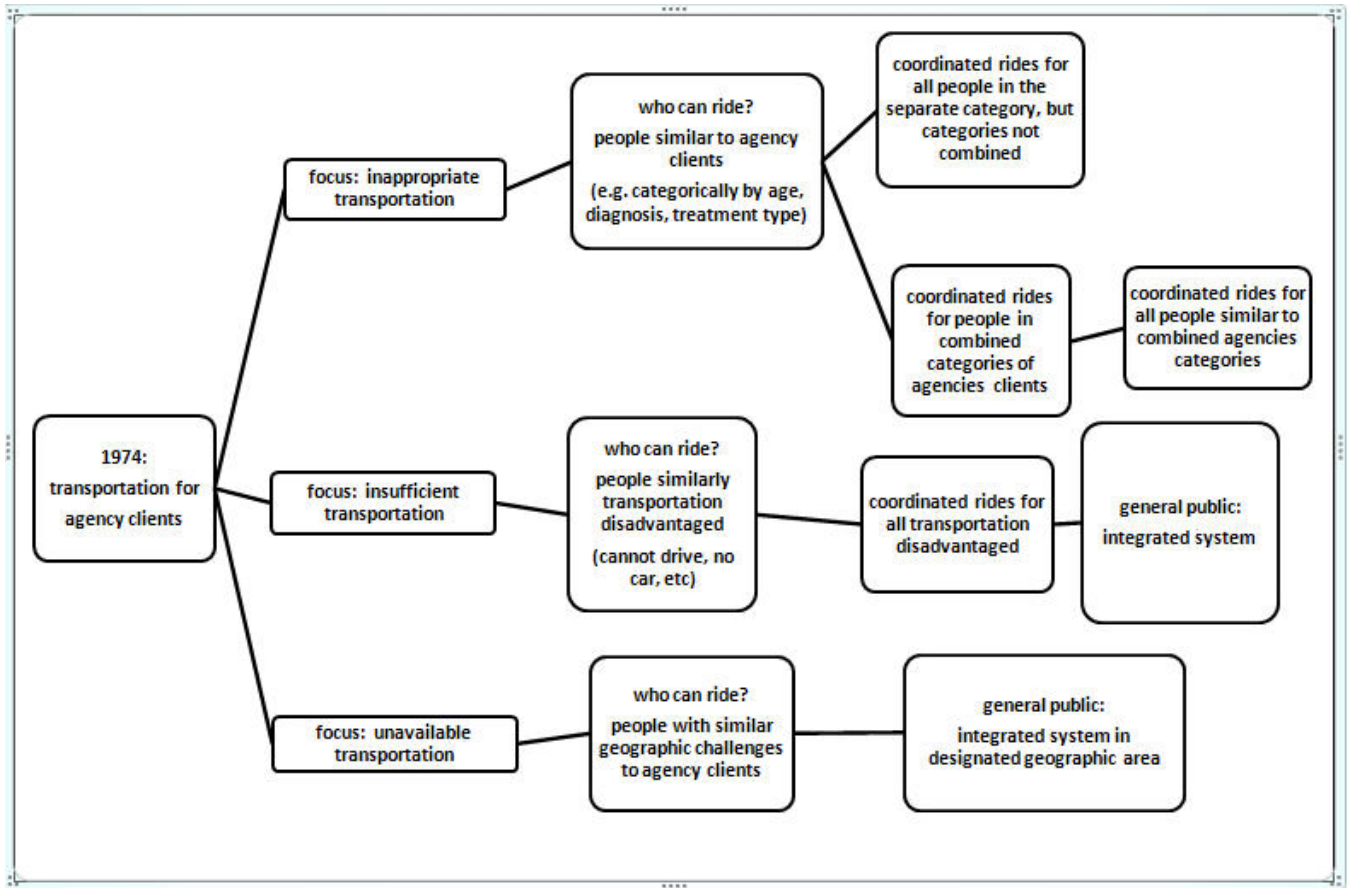 1974:
transportation for
agency clients
focus: inappropriate
transportation
who can ride?
people similar to agency
clients
(e.g. categorically by age,
diagnosis, treatment type)
coordinated rides for
all people in the
separate category, but
categories not
combined
coordinated rides
for people in
combined
categories of
agencies clients
coordinated rides for
all people similar to
combined agencies
categories
focus: insufficient
transportation
who can ride?
people similarly
transportation
disadvantaged
(cannot drive, no
car, etc)
coordinated rides for
all transportation
disadvantaged
general public:
integrated system
focus: unavailable
transportation
who can ride?
people with similar
geographic challenges
to agency clients
general public:
integrated system in
designated geographic area